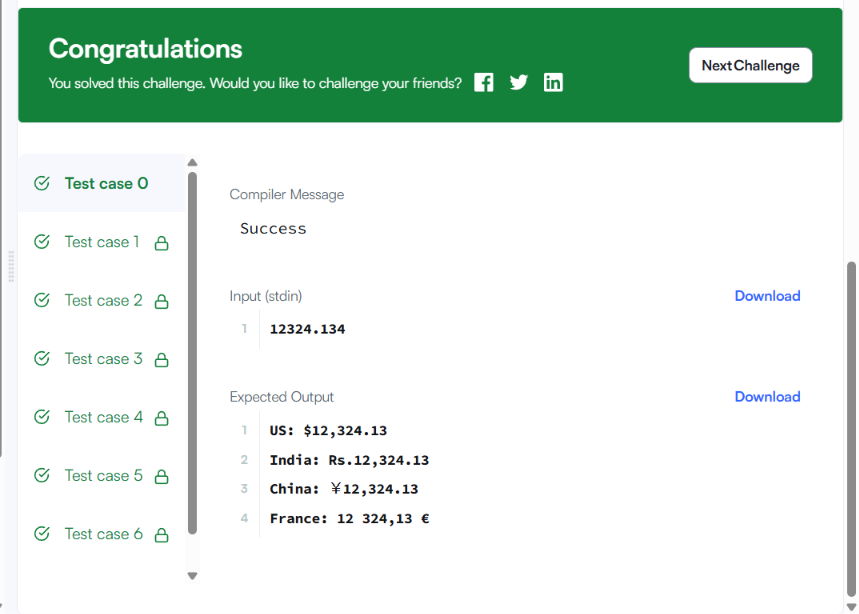 Congratulations
You solved this challenge. Would you like to challenge your friends?
Next Challenge
Test case 0
Test case 1
Test case 2
Test case 3
Test case 4
Test case 5
Test case 6
Compiler Message
Success
Input (stdin)
Download
1 12324.134
Expected Output
Download
1 US: $12,324.13
2 India: Rs.12,324.13
3 China: ￥12,324.13
4 France: 12 324,13 €